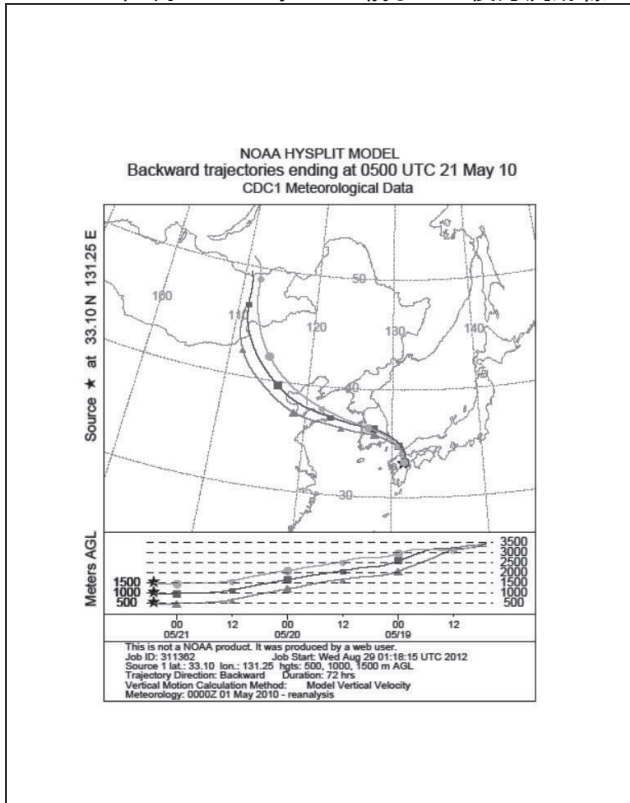 NOAA HYSPLIT MODEL
Backward trajectories ending at 0500 UTC 21 May 10
CDC1 Meteorological Data
Source ★ at 33.10 N 131.25 E
100
110
120
130
140
50
40
30
Meters AGL
1500
1000
500
3500
3000
2500
2000
1500
1000
500
00 12 00 12 00 12
05/21 05/20 05/19
This is not a NOAA product. It was produced by a web user.
Job ID: 311362 Job Start: Wed Aug 29 01:18:15 UTC 2012
Source 1 lat.: 33.10 lon.: 131.25 hgts: 500, 1000, 1500 m AGL
Trajectory Direction: Backward Duration: 72 hrs
Vertical Motion Calculation Method: Model Vertical Velocity
Meteorology: 0000Z 01 May 2010 - reanalysis